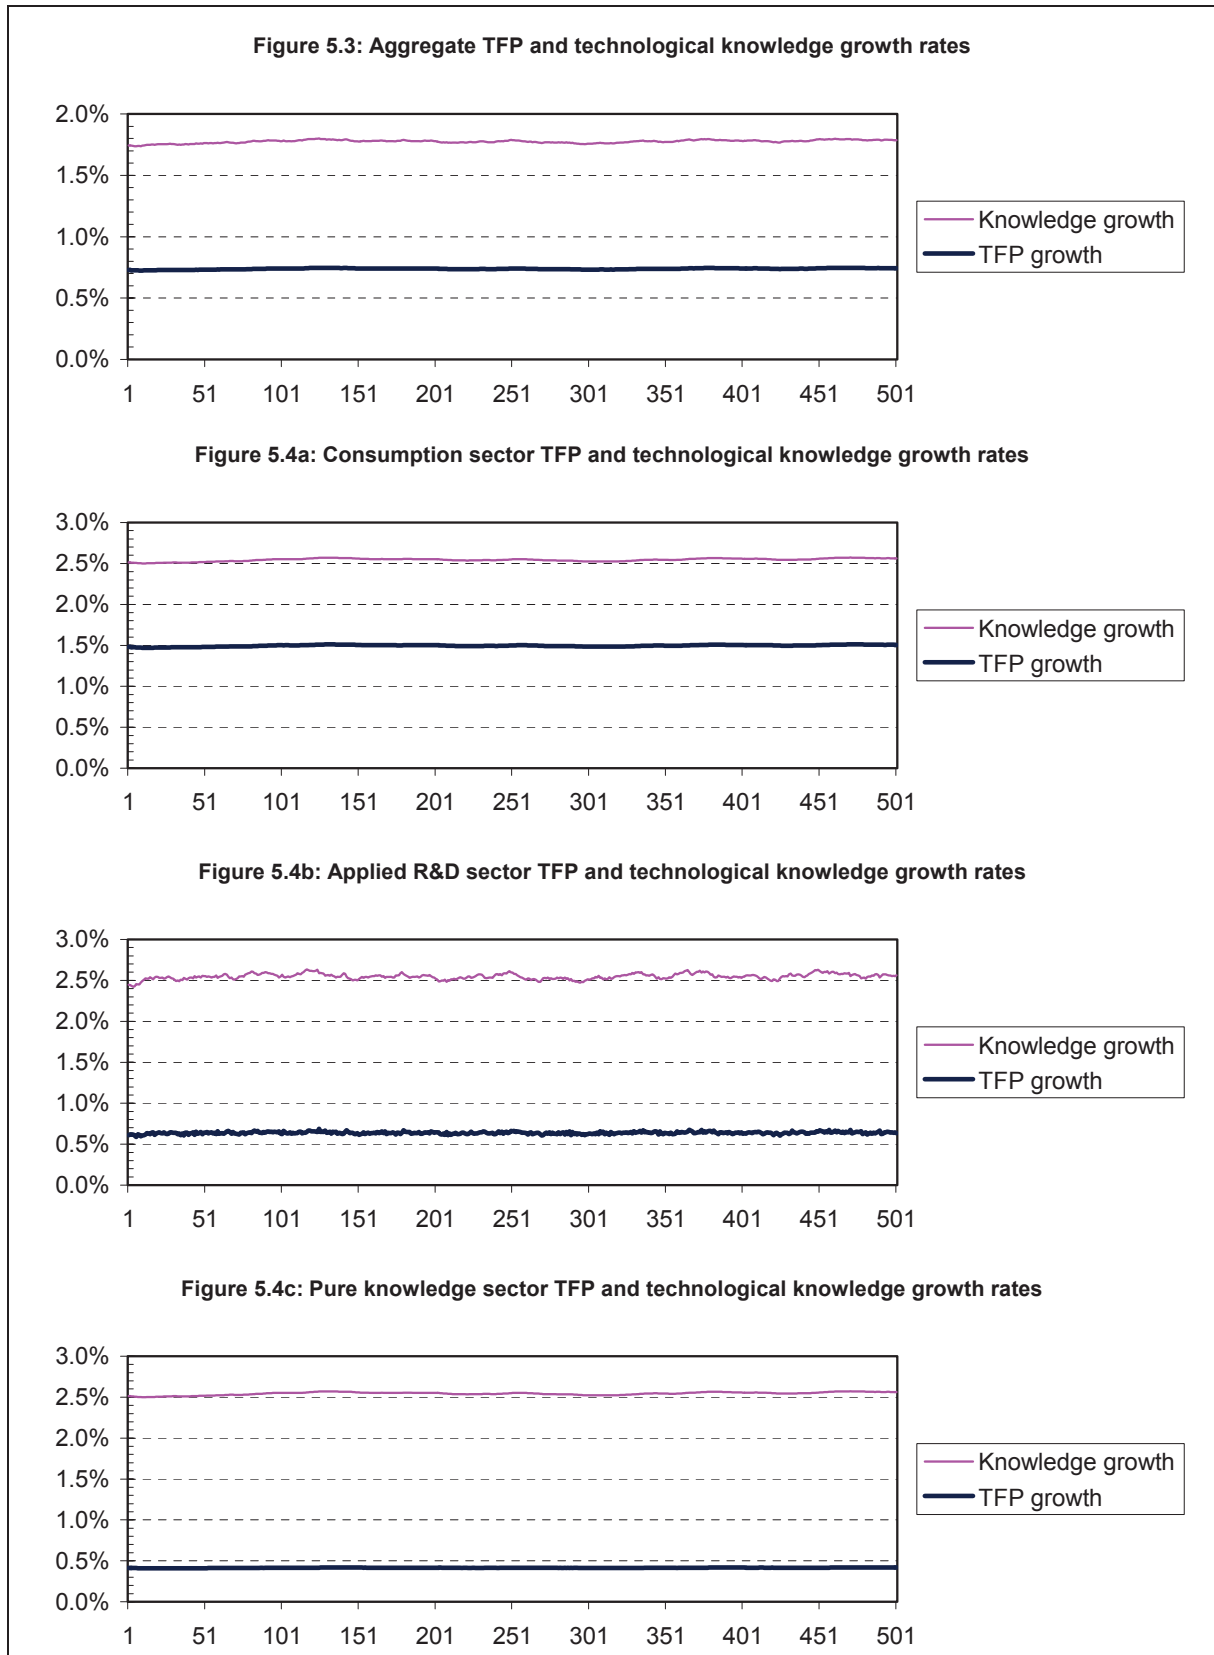 Figure 5.3: Aggregate TFP and technological knowledge growth rates
2.0%
1.5%
1.0%
0.5%
0.0%
1 51 101 151 201 251 301 351 401 451 501
Knowledge growth
TFP growth
Figure 5.4a: Consumption sector TFP and technological knowledge growth rates
3.0%
2.5%
2.0%
1.5%
1.0%
0.5%
0.0%
1 51 101 151 201 251 301 351 401 451 501
Knowledge growth
TFP growth
Figure 5.4b: Applied R&D sector TFP and technological knowledge growth rates
3.0%
2.5%
2.0%
1.5%
1.0%
0.5%
0.0%
1 51 101 151 201 251 301 351 401 451 501
Knowledge growth
TFP growth
Figure 5.4c: Pure knowledge sector TFP and technological knowledge growth rates
3.0%
2.5%
2.0%
1.5%
1.0%
0.5%
0.0%
1 51 101 151 201 251 301 351 401 451 501
Knowledge growth
TFP growth